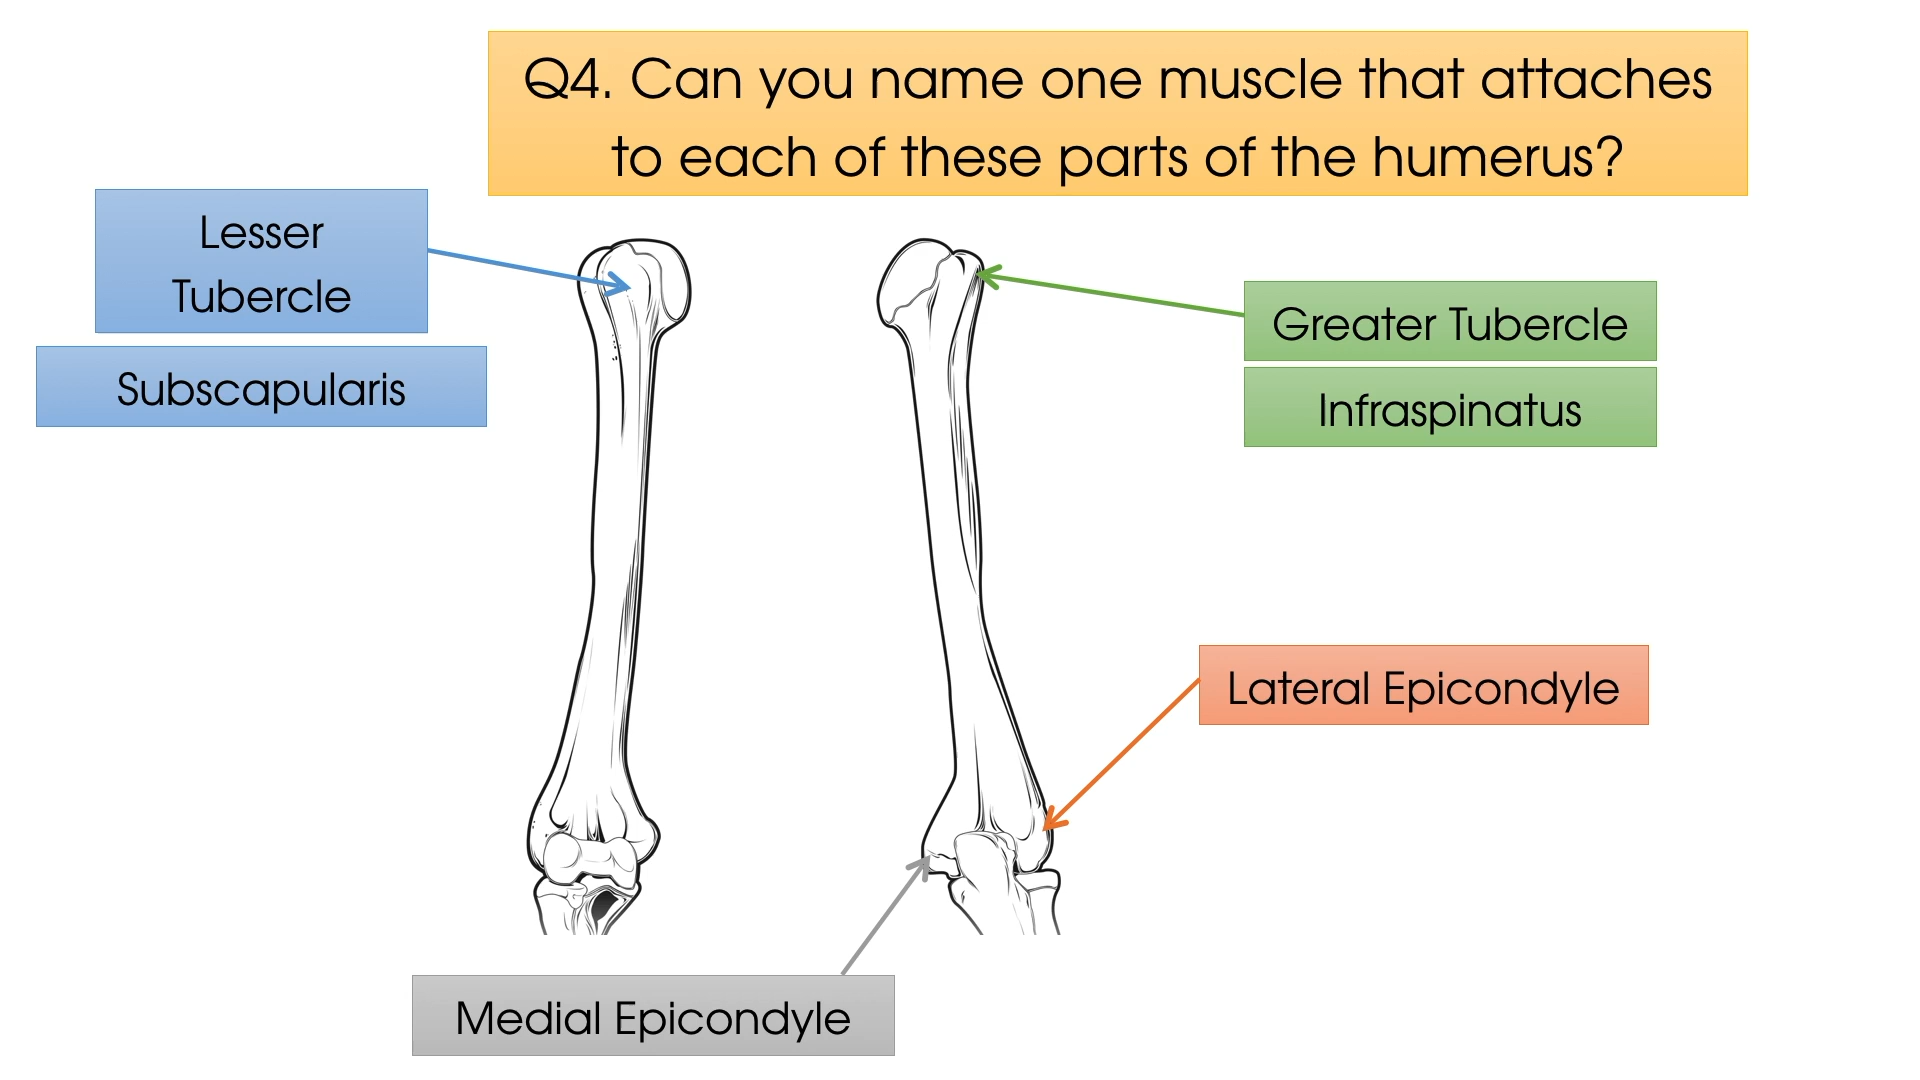 Q4. Can you name one muscle that attaches
to each of these parts of the humerus?
Lesser
Tubercle
Subscapularis
Greater Tubercle
Infraspinatus
Lateral Epicondyle
Medial Epicondyle